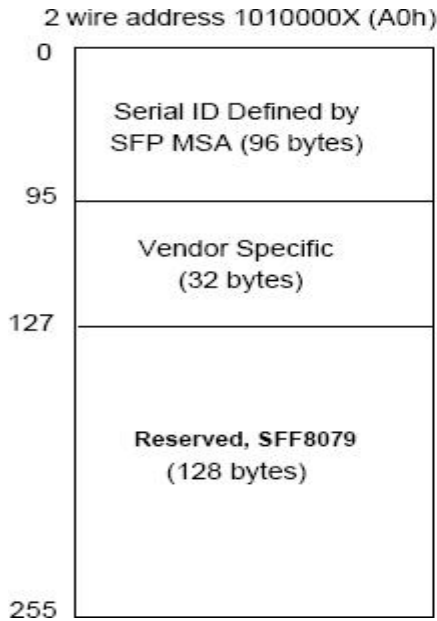 2 wire address 1010000X (A0h)
0
Serial ID Defined by
SFP MSA (96 bytes)
95
Vendor Specific
(32 bytes)
127
Reserved, SFF8079
(128 bytes)
255